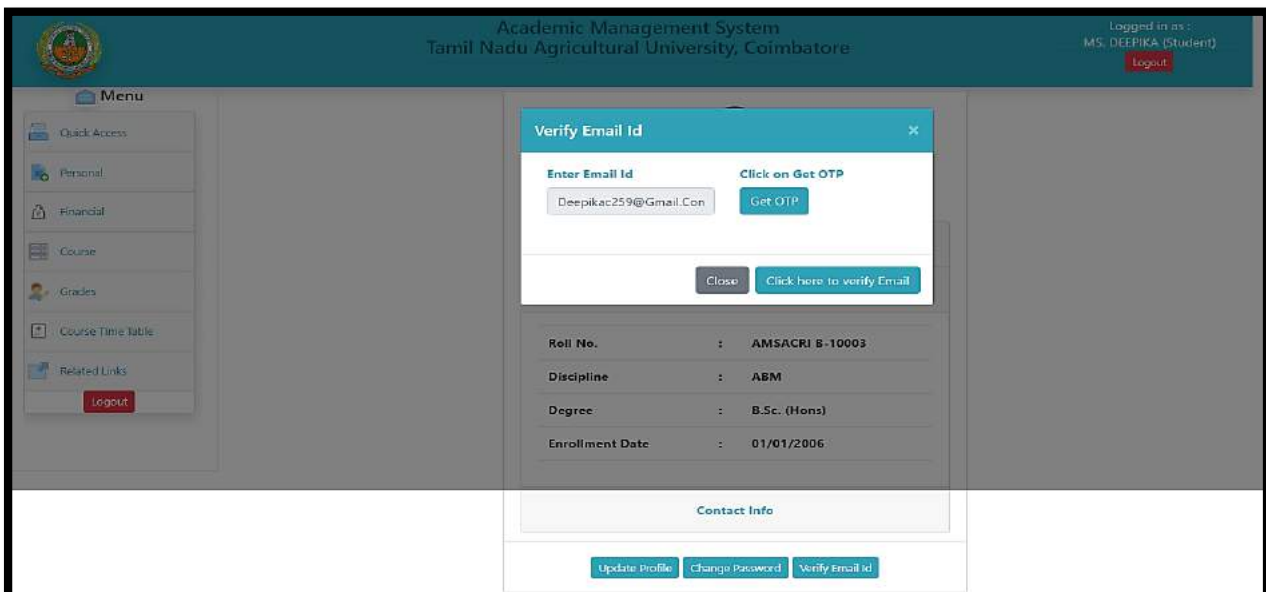 Academic Management System
Tamil Nadu Agricultural University, Coimbatore
Logged in as :
MS. DEEPIKA (Student)
Logout
Menu
Quick Access
Personal
Financial
Course
Grades
Course Time Table
Related Links
Logout
Verify Email Id ×
Enter Email Id Click on Get OTP
Deepikac259@Gmail.Con Get OTP
Close Click here to verify Email
Roll No. : AMSACRI B-10003
Discipline : ABM
Degree : B.Sc. (Hons)
Enrollment Date : 01/01/2006
Contact Info
Update Profile Change Password Verify Email Id